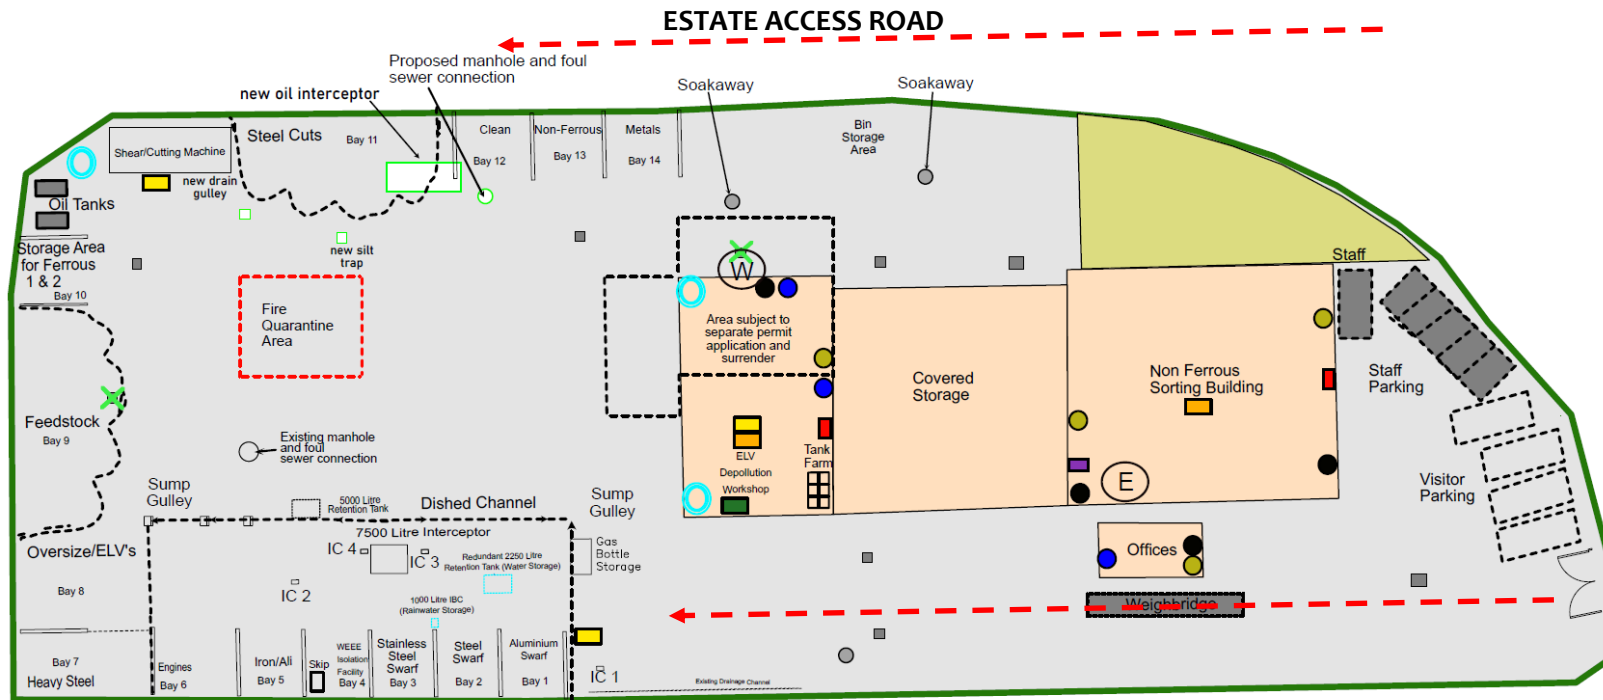 ESTATE ACCESS ROAD
Proposed manhole and foul
sewer connection
new oil interceptor
Soakaway
Soakaway
Steel Cuts
Bay 11
Clean
Bay 12
Non-Ferrous
Bay 13
Metals
Bay 14
Bin
Storage
Area
Shear/Cutting Machine
new drain
gulley
Oil Tanks
new silt
trap
Storage Area
for Ferrous
1 & 2
Bay 10
Fire
Quarantine
Area
W
Area subject to
separate permit
application and
surrender
Staff
Covered
Storage
Non Ferrous
Sorting Building
Staff
Parking
Feedstock
Bay 9
Existing manhole
and foul
sewer connection
ELV
Depollution
Workshop
Tank
Farm
E
Visitor
Parking
Sump
Gulley
5000 Litre
Retention Tank
Dished Channel
Sump
Gulley
7500 Litre Interceptor
Oversize/ELV's
IC 4
IC 3
Redundant 2250 Litre
Retention Tank (Water Storage)
Gas
Bottle
Storage
Offices
Bay 8
IC 2
1000 Litre IBC
(Rainwater Storage)
Weighbridge
Bay 7
Heavy Steel
Engines
Bay 6
Iron/Ali
Bay 5
Skip
WEEE
Isolation
Facility
Bay 4
Stainless
Steel
Swarf
Bay 3
Steel
Swarf
Bay 2
Aluminium
Swarf
Bay 1
IC 1
Existing Drainage Channel